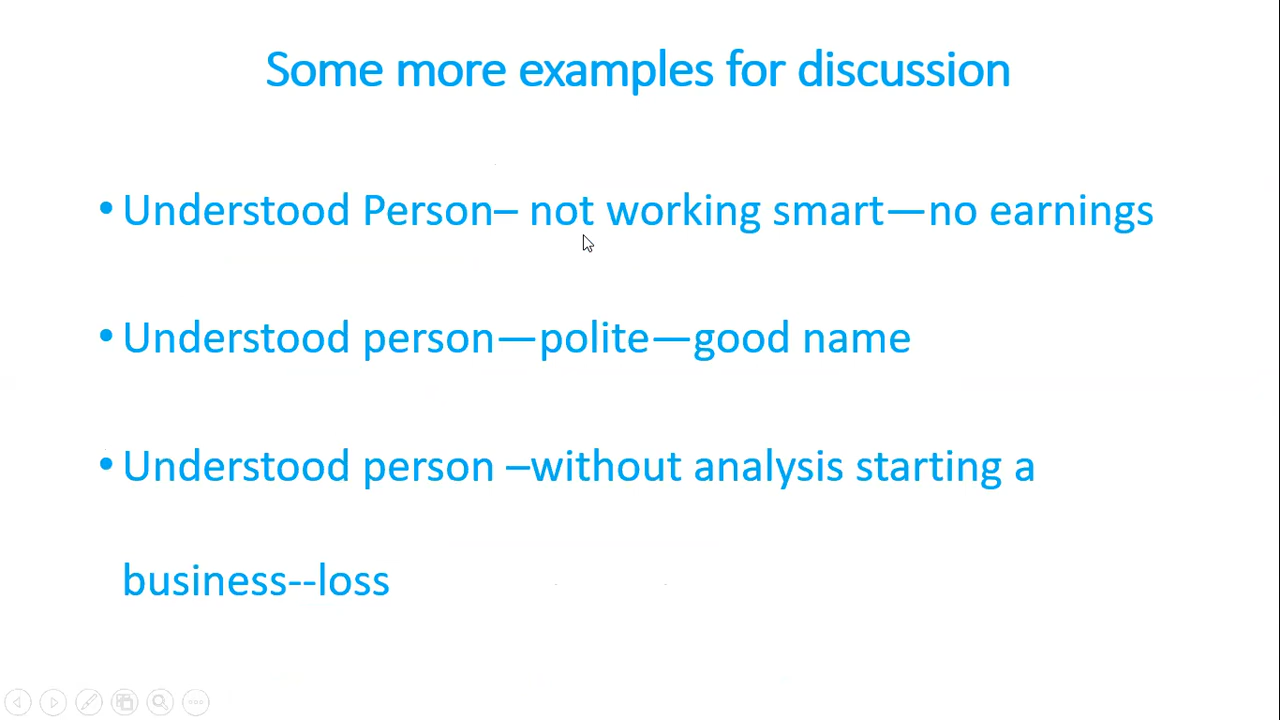 Some more examples for discussion
• Understood Person– not working smart—no earnings
• Understood person—polite—good name
• Understood person –without analysis starting a
business--loss